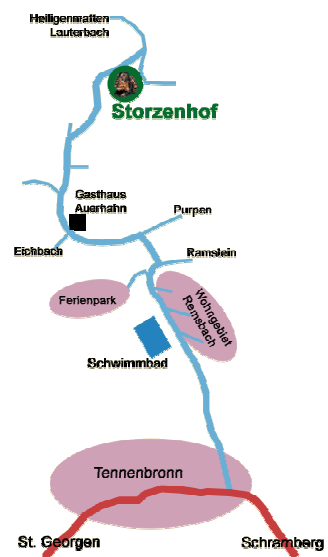 Heiligenmatten
Lauterbach
Storzenhof
Gasthaus
Auerhahn
Purpen
Eichbach
Ramstein
Ferienpark
Wohngebiet
Remsbach
Schwimmbad
Tennenbronn
St. Georgen
Schramberg